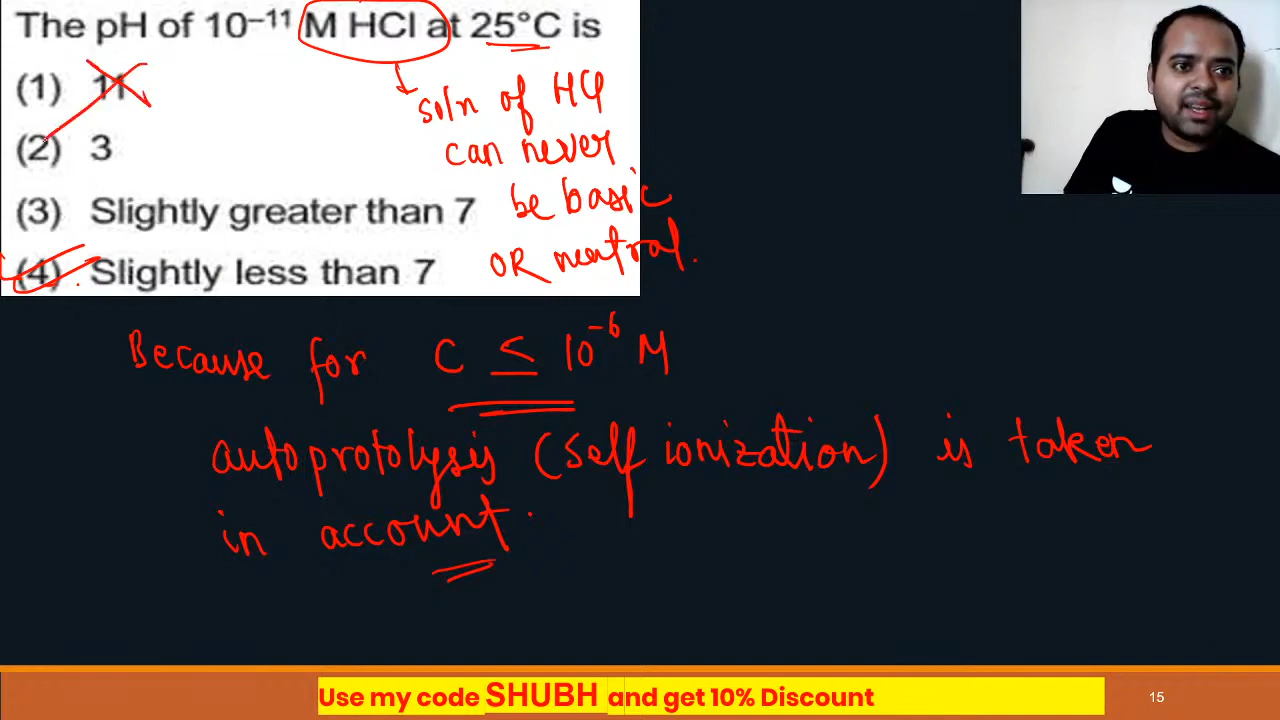 The pH of 10⁻¹¹ M HCl at 25°C is
(1) 11
(2) 3
(3) Slightly greater than 7
(4) Slightly less than 7
soln of HCl
can never
be basic
OR neutral.
Because for C ≤ 10⁻⁶ M
autoprotolysis (self ionization) is taken
in account.
Use my code SHUBH and get 10% Discount
15